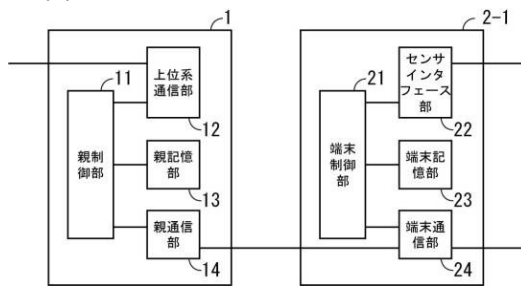 1
11
親制
御部
上位系
通信部
12
親記憶
部
13
親通信
部
14
2-1
21
端末
制御
部
センサ
インタ
フェース
部
22
端末記
憶部
23
端末通
信部
24